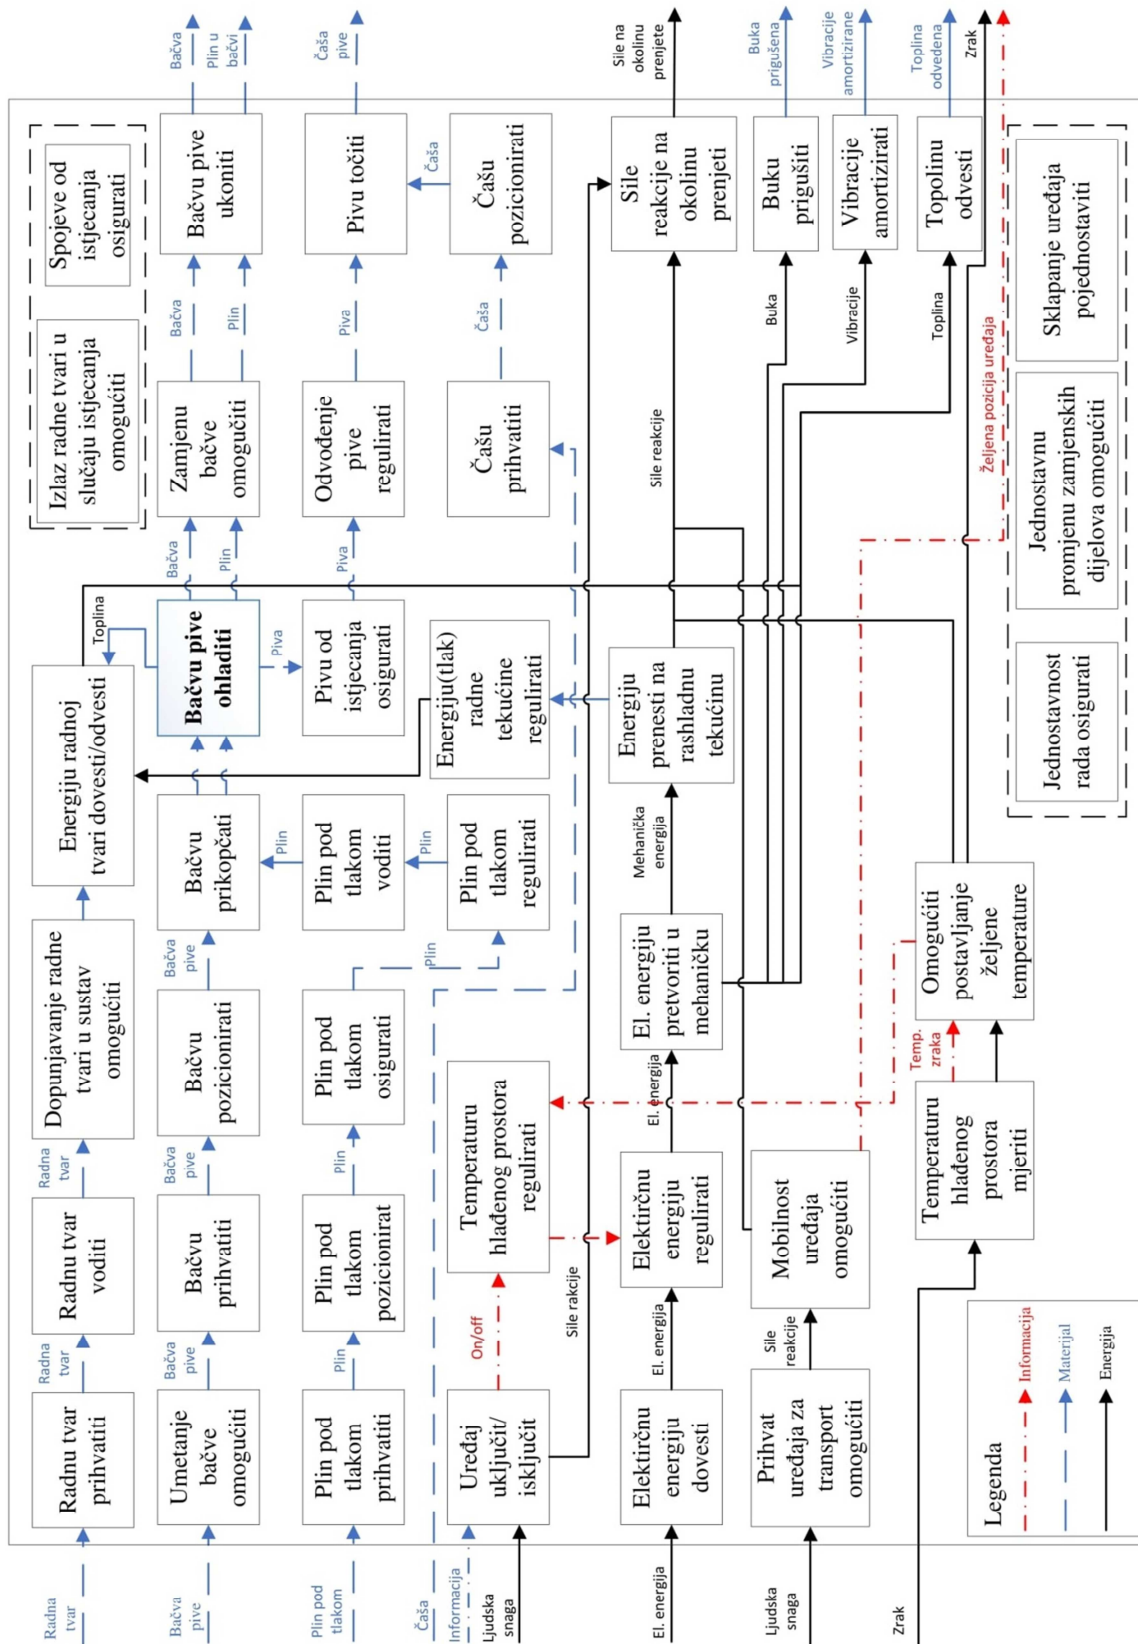 Radna
tvar
Radnu tvar
prihvatiti
Radna
tvar
Radnu tvar
voditi
Radna
tvar
Dopunjavanje radne
tvari u sustav
omogućiti
Energiju radnoj
tvari dovesti/odvesti
Toplina
Izlaz radne tvari u
slučaju istjecanja
omogućiti
Spojeve od
istjecanja
osigurati
Bačva
pive
Umetanje
bačve
omogućiti
Bačva
pive
Bačvu
prihvatiti
Bačva
pive
Bačvu
pozicionirati
Bačva
pive
Bačvu
prikopčati
Bačvu pive
ohladiti
Bačva
Plin
Zamjenu
bačve
omogučiti
Bačva
Plin
Bačvu pive
ukoniti
Bačva
Plin u
bačvi
Plin pod
tlakom
Plin pod
tlakom
prihvatiti
Plin
Plin pod
tlakom
pozicionirat
Plin
Plin pod
tlakom
osigurati
Plin
Plin pod
tlakom
regulirati
Plin
Plin pod
tlakom
voditi
Plin
Piva
Pivu od
istjecanja
osigurati
Piva
Odvođenje
pive
regulirati
Piva
Pivu točiti
Čaša
pive
Čaša
Čašu
prihvatiti
Čaša
Čašu
pozicionirati
Čaša
Informacija
Ljudska
snaga
Uređaj
uključit/
isključit
On/off
Sile rakcije
Temperaturu
hlađenog prostora
regulirati
Energiju(tlak)
radne
tekućine
regulirati
El. energija
Elektirčnu
energiju
dovesti
El. energija
Elektirčnu
energiju
regulirati
El. energija
El. energiju
pretvoriti u
mehaničku
Mehanička
energija
Energiju
prenesti na
rashladnu
tekućinu
Sile reakcije
Sile
reakcije na
okolinu
prenjeti
Sile na
okolinu
prenjete
Buka
Buku
prigušiti
Buka
prigušena
Vibracije
Vibracije
amortizirati
Vibracije
amortizirane
Toplina
Topolinu
odvesti
Toplina
odvedena
Ljudska
snaga
Prihvat
uređaja za
transport
omogućiti
Sile
reakcije
Mobilnost
uređaja
omogućiti
Željena pozicija uređaja
Zrak
Temperaturu
hlađenog
prostora
mjeriti
Temp.
zraka
Omogućiti
postavljanje
željene
temperature
Zrak
Legenda
Informacija
Materijal
Energija
Jednostavnost
rada osigurati
Jednostavnu
promjenu zamjenskih
dijelova omogućiti
Sklapanje uređaja
pojednostaviti